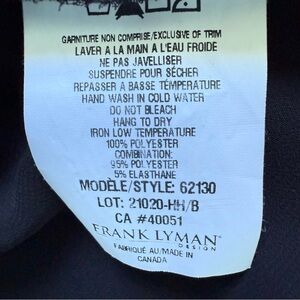 GARNITURE NON COMPRISE/EXCLUSIVE OF TRIM
LAVER A LA MAIN A L'EAU FROIDE
NE PAS JAVELLISER
SUSPENDRE POUR SÉCHER
REPASSER A BASSE TEMPÉRATURE
HAND WASH IN COLD WATER
DO NOT BLEACH
HANG TO DRY
IRON LOW TEMPERATURE
100% POLYESTER
COMBINATION:
95% POLYESTER
5% ELASTHANE
MODÈLE/STYLE: 62130
LOT: 21020-HH/B
CA #40051
FRANK LYMAN
DESIGN
FABRIQUÉ AU/MADE IN
CANADA